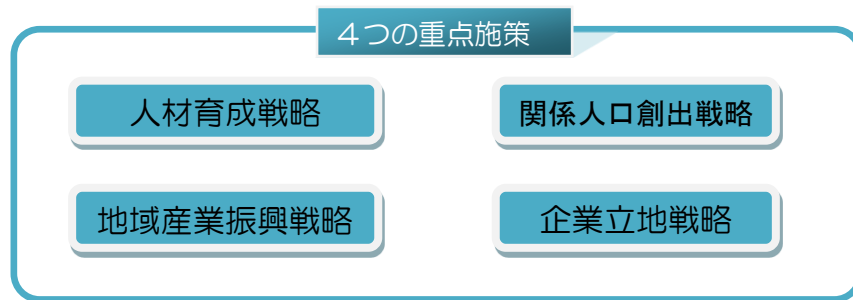 ４つの重点施策
人材育成戦略
関係人口創出戦略
地域産業振興戦略
企業立地戦略